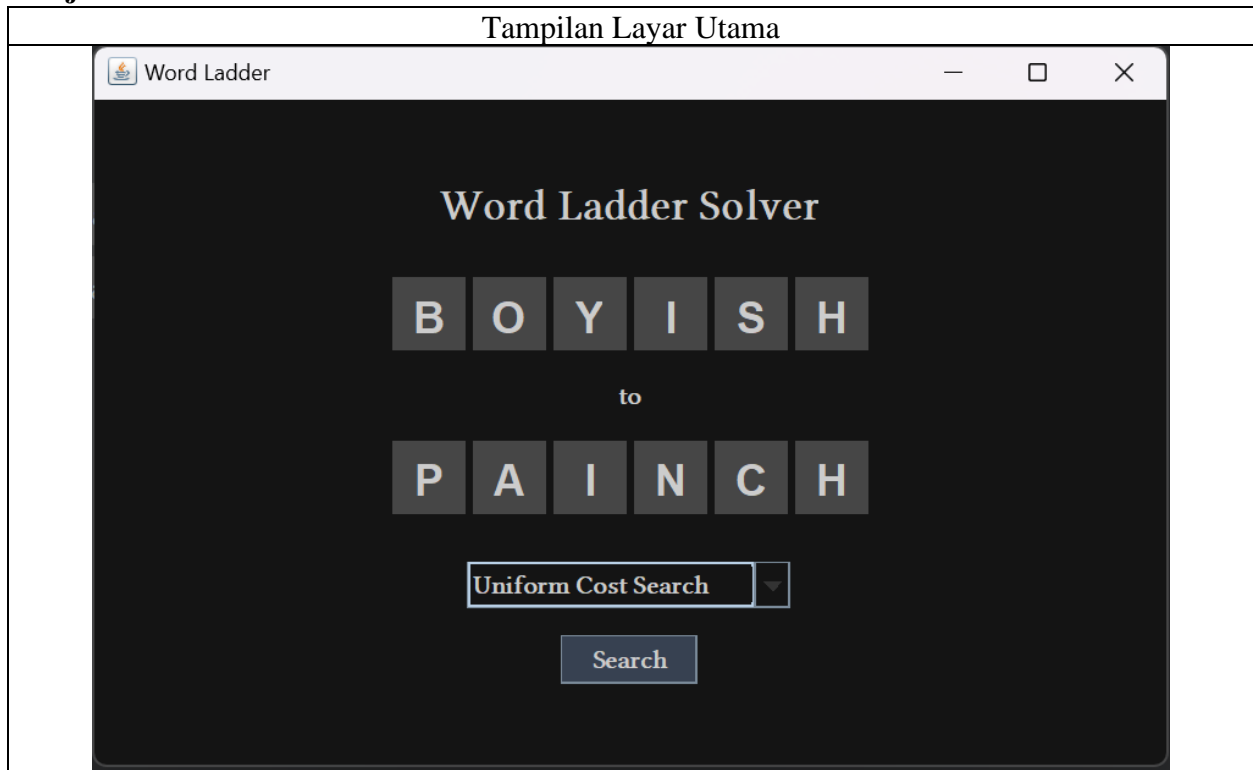 Tampilan Layar Utama
Word Ladder
Word Ladder Solver
B O Y I S H
to
P A I N C H
Uniform Cost Search
Search